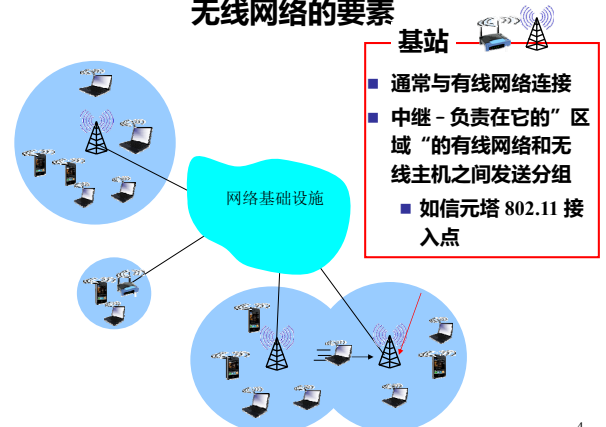 无线网络的要素
基站
■ 通常与有线网络连接
■ 中继－负责在它的”区
域“的有线网络和无
线主机之间发送分组
■ 如信元塔 802.11 接
入点
网络基础设施
4